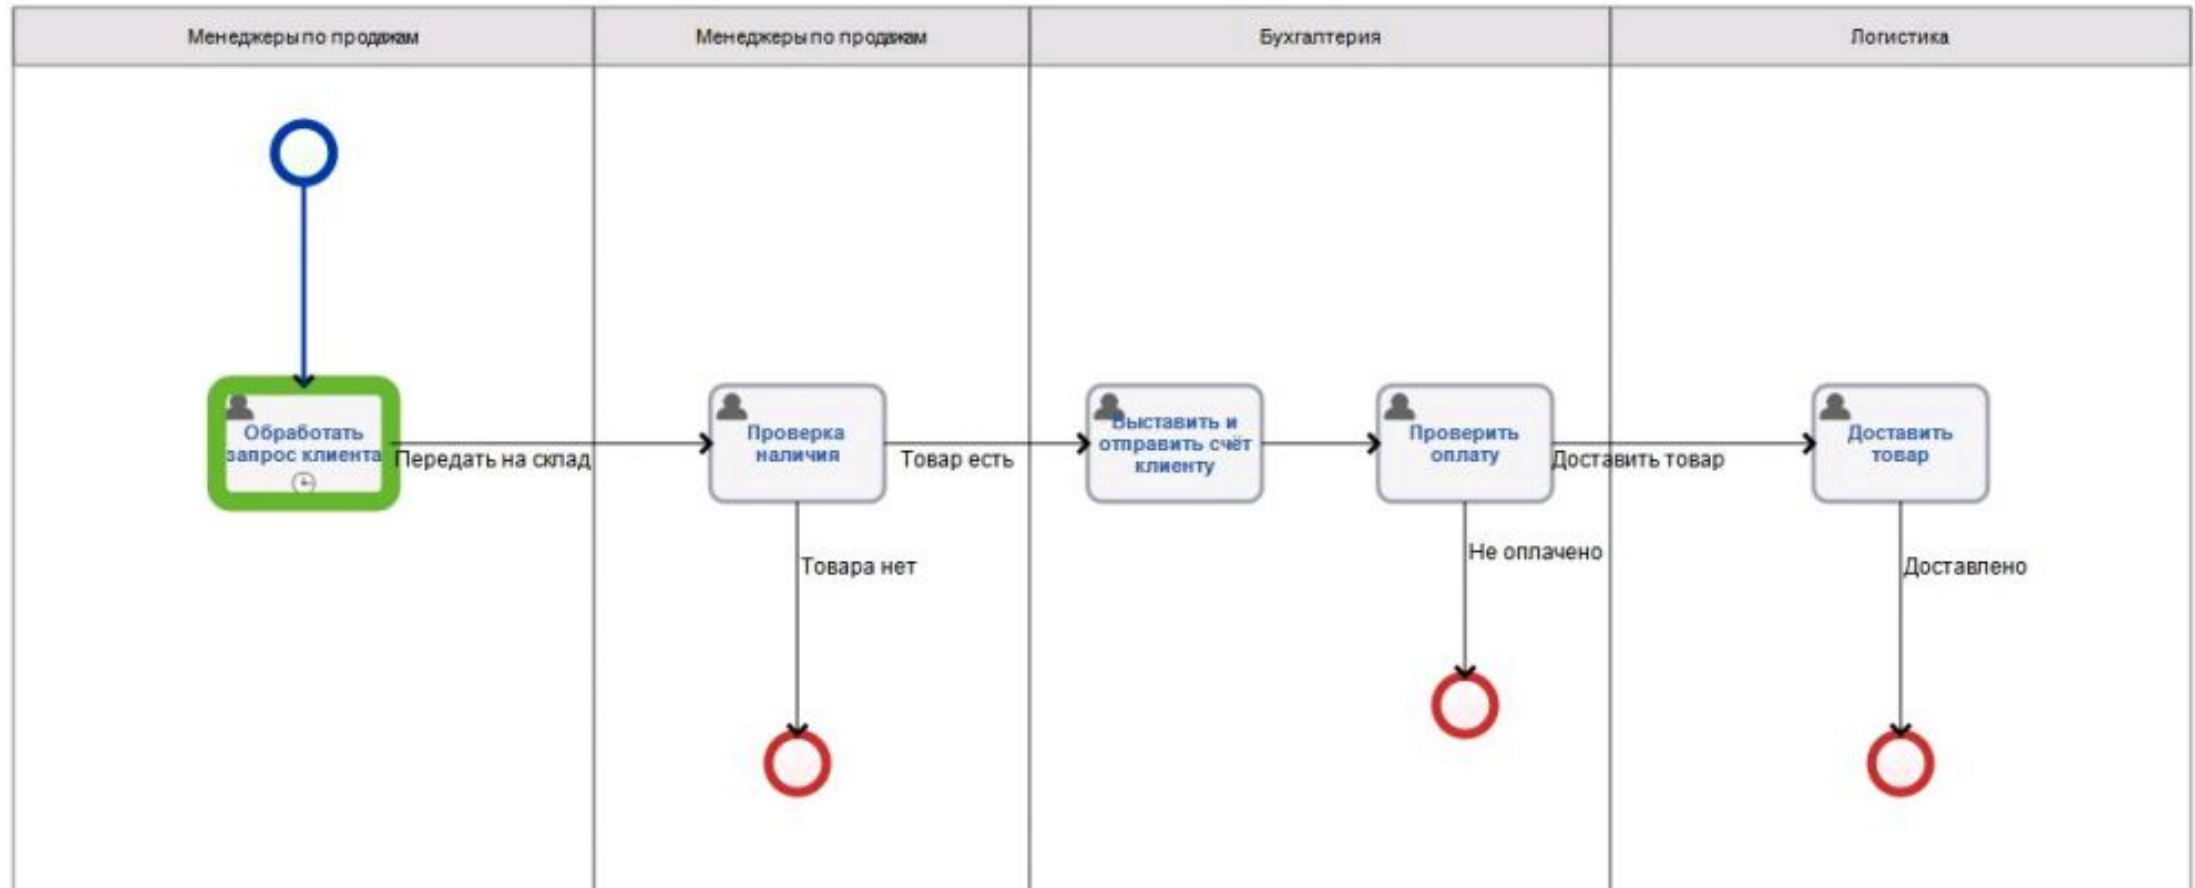 Менеджеры по продажам
Менеджеры по продажам
Бухгалтерия
Логистика
Обработать
запрос клиента
Передать на склад
Проверка
наличия
Товар есть
Выставить и
отправить счёт
клиенту
Проверить
оплату
Доставить товар
Доставить
товар
Товара нет
Не оплачено
Доставлено